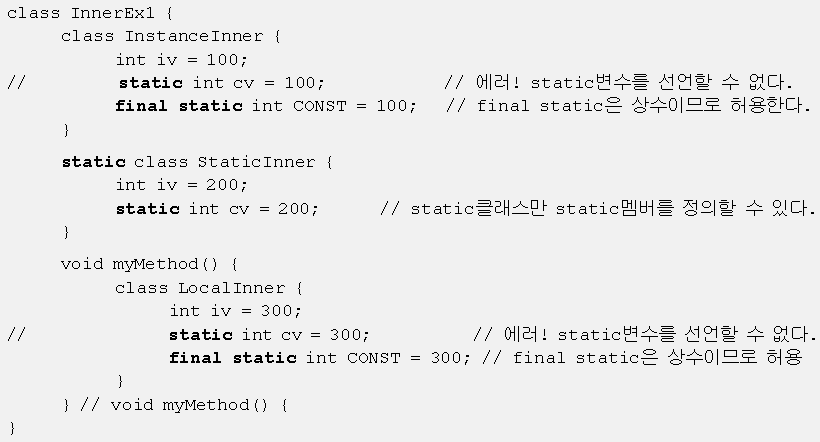 class InnerEx1 {
class InstanceInner {
int iv = 100;
// static int cv = 100; // 에러! static변수를 선언할 수 없다.
final static int CONST = 100; // final static은 상수이므로 허용한다.
}
static class StaticInner {
int iv = 200;
static int cv = 200; // static클래스만 static멤버를 정의할 수 있다.
}
void myMethod() {
class LocalInner {
int iv = 300;
// static int cv = 300; // 에러! static변수를 선언할 수 없다.
final static int CONST = 300; // final static은 상수이므로 허용
}
} // void myMethod() {
}